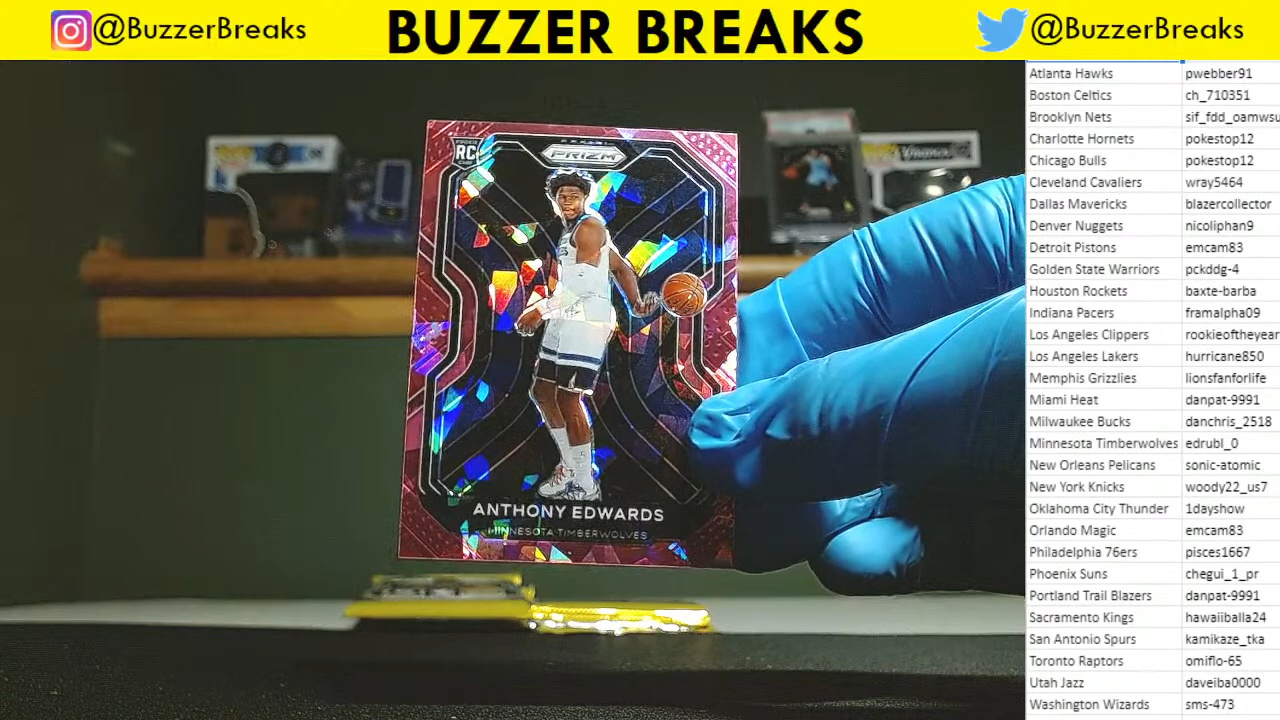 @BuzzerBreaks
BUZZER BREAKS
@BuzzerBreaks
RC
PRIZM
ANTHONY EDWARDS
MINNESOTA TIMBERWOLVES
Atlanta Hawks pwebber91
Boston Celtics ch_710351
Brooklyn Nets sif_fdd_oamwsu
Charlotte Hornets pokestop12
Chicago Bulls pokestop12
Cleveland Cavaliers wray5464
Dallas Mavericks blazercollector
Denver Nuggets nicoliphan9
Detroit Pistons emcam83
Golden State Warriors pckddg-4
Houston Rockets baxte-barba
Indiana Pacers framalpha09
Los Angeles Clippers rookieoftheyear
Los Angeles Lakers hurricane850
Memphis Grizzlies lionsfanforlife
Miami Heat danpat-9991
Milwaukee Bucks danchris_2518
Minnesota Timberwolves edrubl_0
New Orleans Pelicans sonic-atomic
New York Knicks woody22_us7
Oklahoma City Thunder 1dayshow
Orlando Magic emcam83
Philadelphia 76ers pisces1667
Phoenix Suns chegui_1_pr
Portland Trail Blazers danpat-9991
Sacramento Kings hawaiiballa24
San Antonio Spurs kamikaze_tka
Toronto Raptors omiflo-65
Utah Jazz daveiba0000
Washington Wizards sms-473